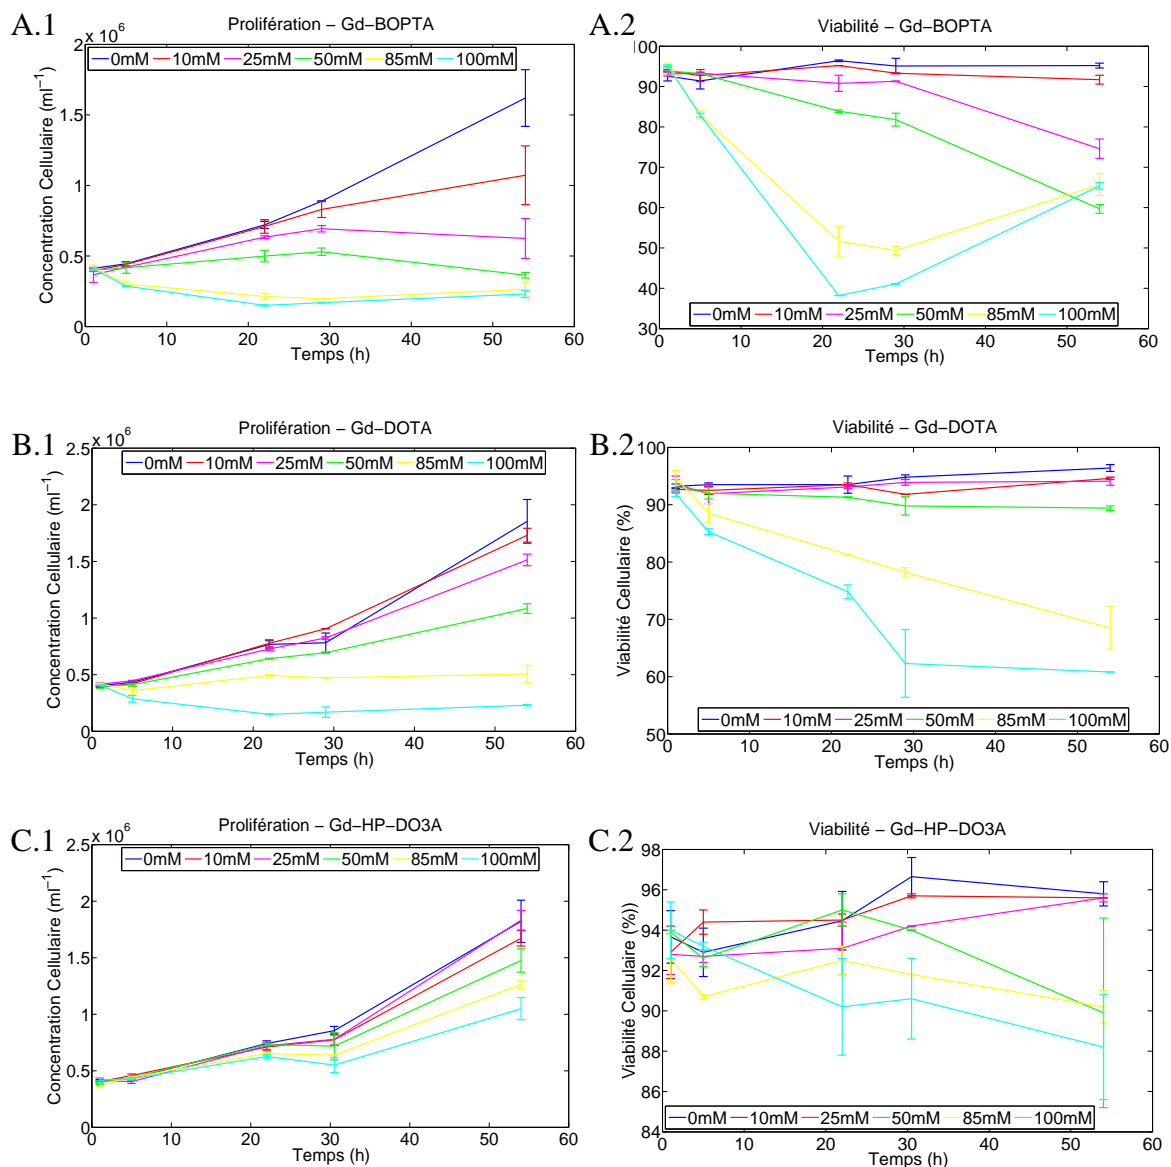 A.1
Prolifération − Gd−BOPTA
x 10^6
0mM 10mM 25mM 50mM 85mM 100mM
Concentration Cellulaire (ml−1)
2
1.5
1
0.5
0
0 10 20 30 40 50 60
Temps (h)
A.2
Viabilité − Gd−BOPTA
100
90
80
70
60
50
40
30
0mM 10mM 25mM 50mM 85mM 100mM
0 10 20 30 40 50 60
Temps (h)
B.1
Prolifération − Gd−DOTA
x 10^6
0mM 10mM 25mM 50mM 85mM 100mM
Concentration Cellulaire (ml−1)
2.5
2
1.5
1
0.5
0
0 10 20 30 40 50 60
Temps (h)
B.2
Viabilité − Gd−DOTA
Viabilité Cellulaire (%)
100
90
80
70
60
50
0mM 10mM 25mM 50mM 85mM 100mM
0 10 20 30 40 50 60
Temps (h)
C.1
Prolifération − Gd−HP−DO3A
x 10^6
0mM 10mM 25mM 50mM 85mM 100mM
Concentration Cellulaire (ml−1)
2.5
2
1.5
1
0.5
0
0 10 20 30 40 50 60
Temps (h)
C.2
Viabilité − Gd−HP−DO3A
Viabilité Cellulaire (%))
98
96
94
92
90
88
86
84
0mM 10mM 25mM 50mM 85mM 100mM
0 10 20 30 40 50 60
Temps (h)